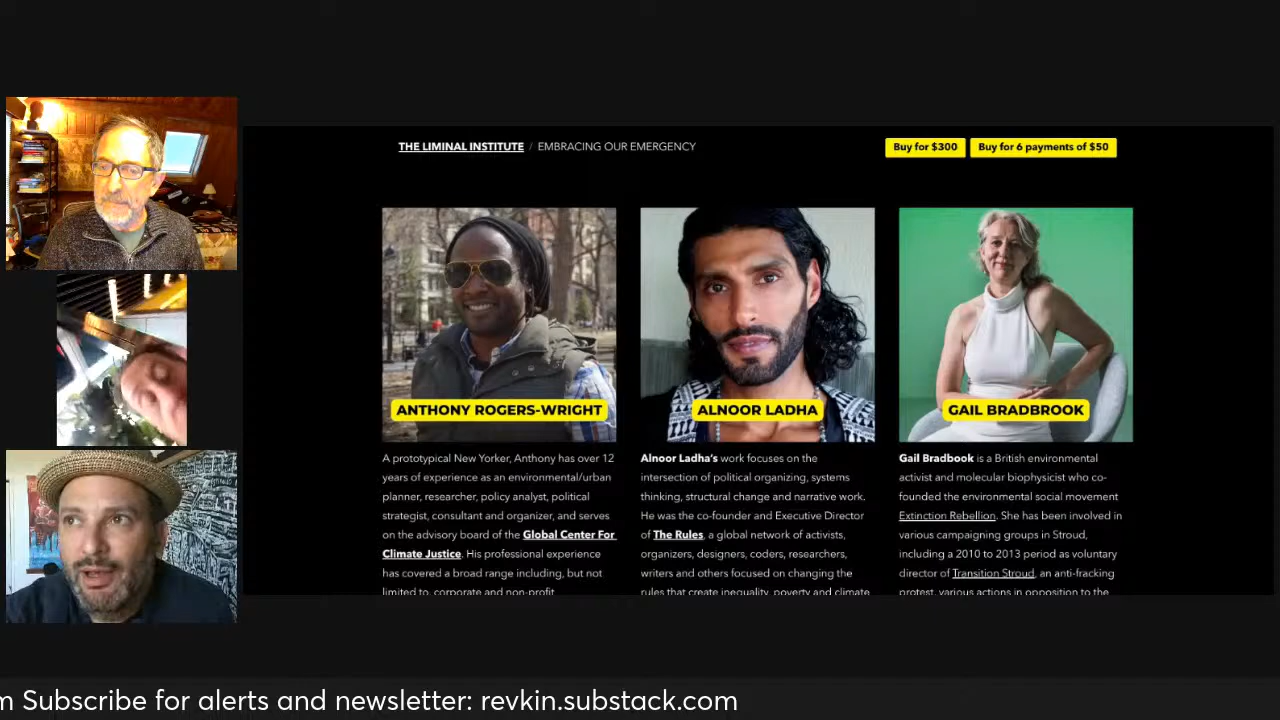 THE LIMINAL INSTITUTE / EMBRACING OUR EMERGENCY
Buy for $300
Buy for 6 payments of $50
ANTHONY ROGERS-WRIGHT
A prototypical New Yorker, Anthony has over 12
years of experience as an environmental/urban
planner, researcher, policy analyst, political
strategist, consultant and organizer, and serves
on the advisory board of the Global Center For
Climate Justice. His professional experience
has covered a broad range including, but not
limited to, corporate and non-profit
ALNOOR LADHA
Alnoor Ladha's work focuses on the
intersection of political organizing, systems
thinking, structural change and narrative work.
He was the co-founder and Executive Director
of The Rules, a global network of activists,
organizers, designers, coders, researchers,
writers and others focused on changing the
rules that create inequality, poverty and climate
GAIL BRADBROOK
Gail Bradbook is a British environmental
activist and molecular biophysicist who co-
founded the environmental social movement
Extinction Rebellion. She has been involved in
various campaigning groups in Stroud,
including a 2010 to 2013 period as voluntary
director of Transition Stroud, an anti-fracking
protest, various actions in opposition to the
m Subscribe for alerts and newsletter: revkin.substack.com